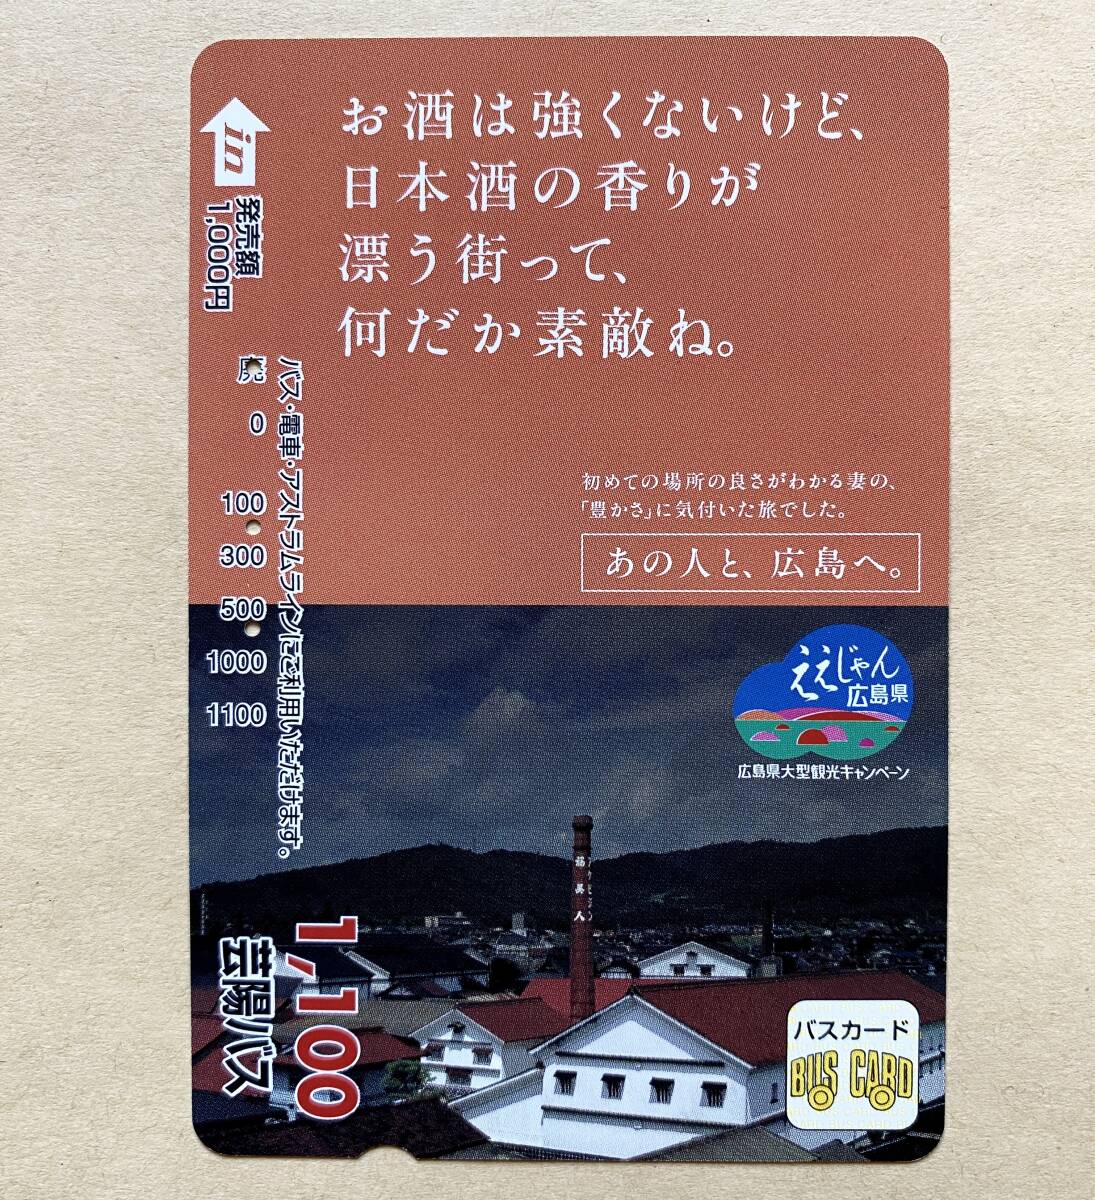 お酒は強くないけど、
日本酒の香りが
漂う街って、
何だか素敵ね。
初めての場所の良さがわかる妻の、
「豊かさ」に気付いた旅でした。
あの人と、広島へ。
in
発売額
1,000円
バス・電車・アストラムラインにご利用いただけます。
0
100
300
500
1000
1100
ええじゃん
広島県
広島県大型観光キャンペーン
福美人
1,100
芸陽バス
バスカード
BUS CARD